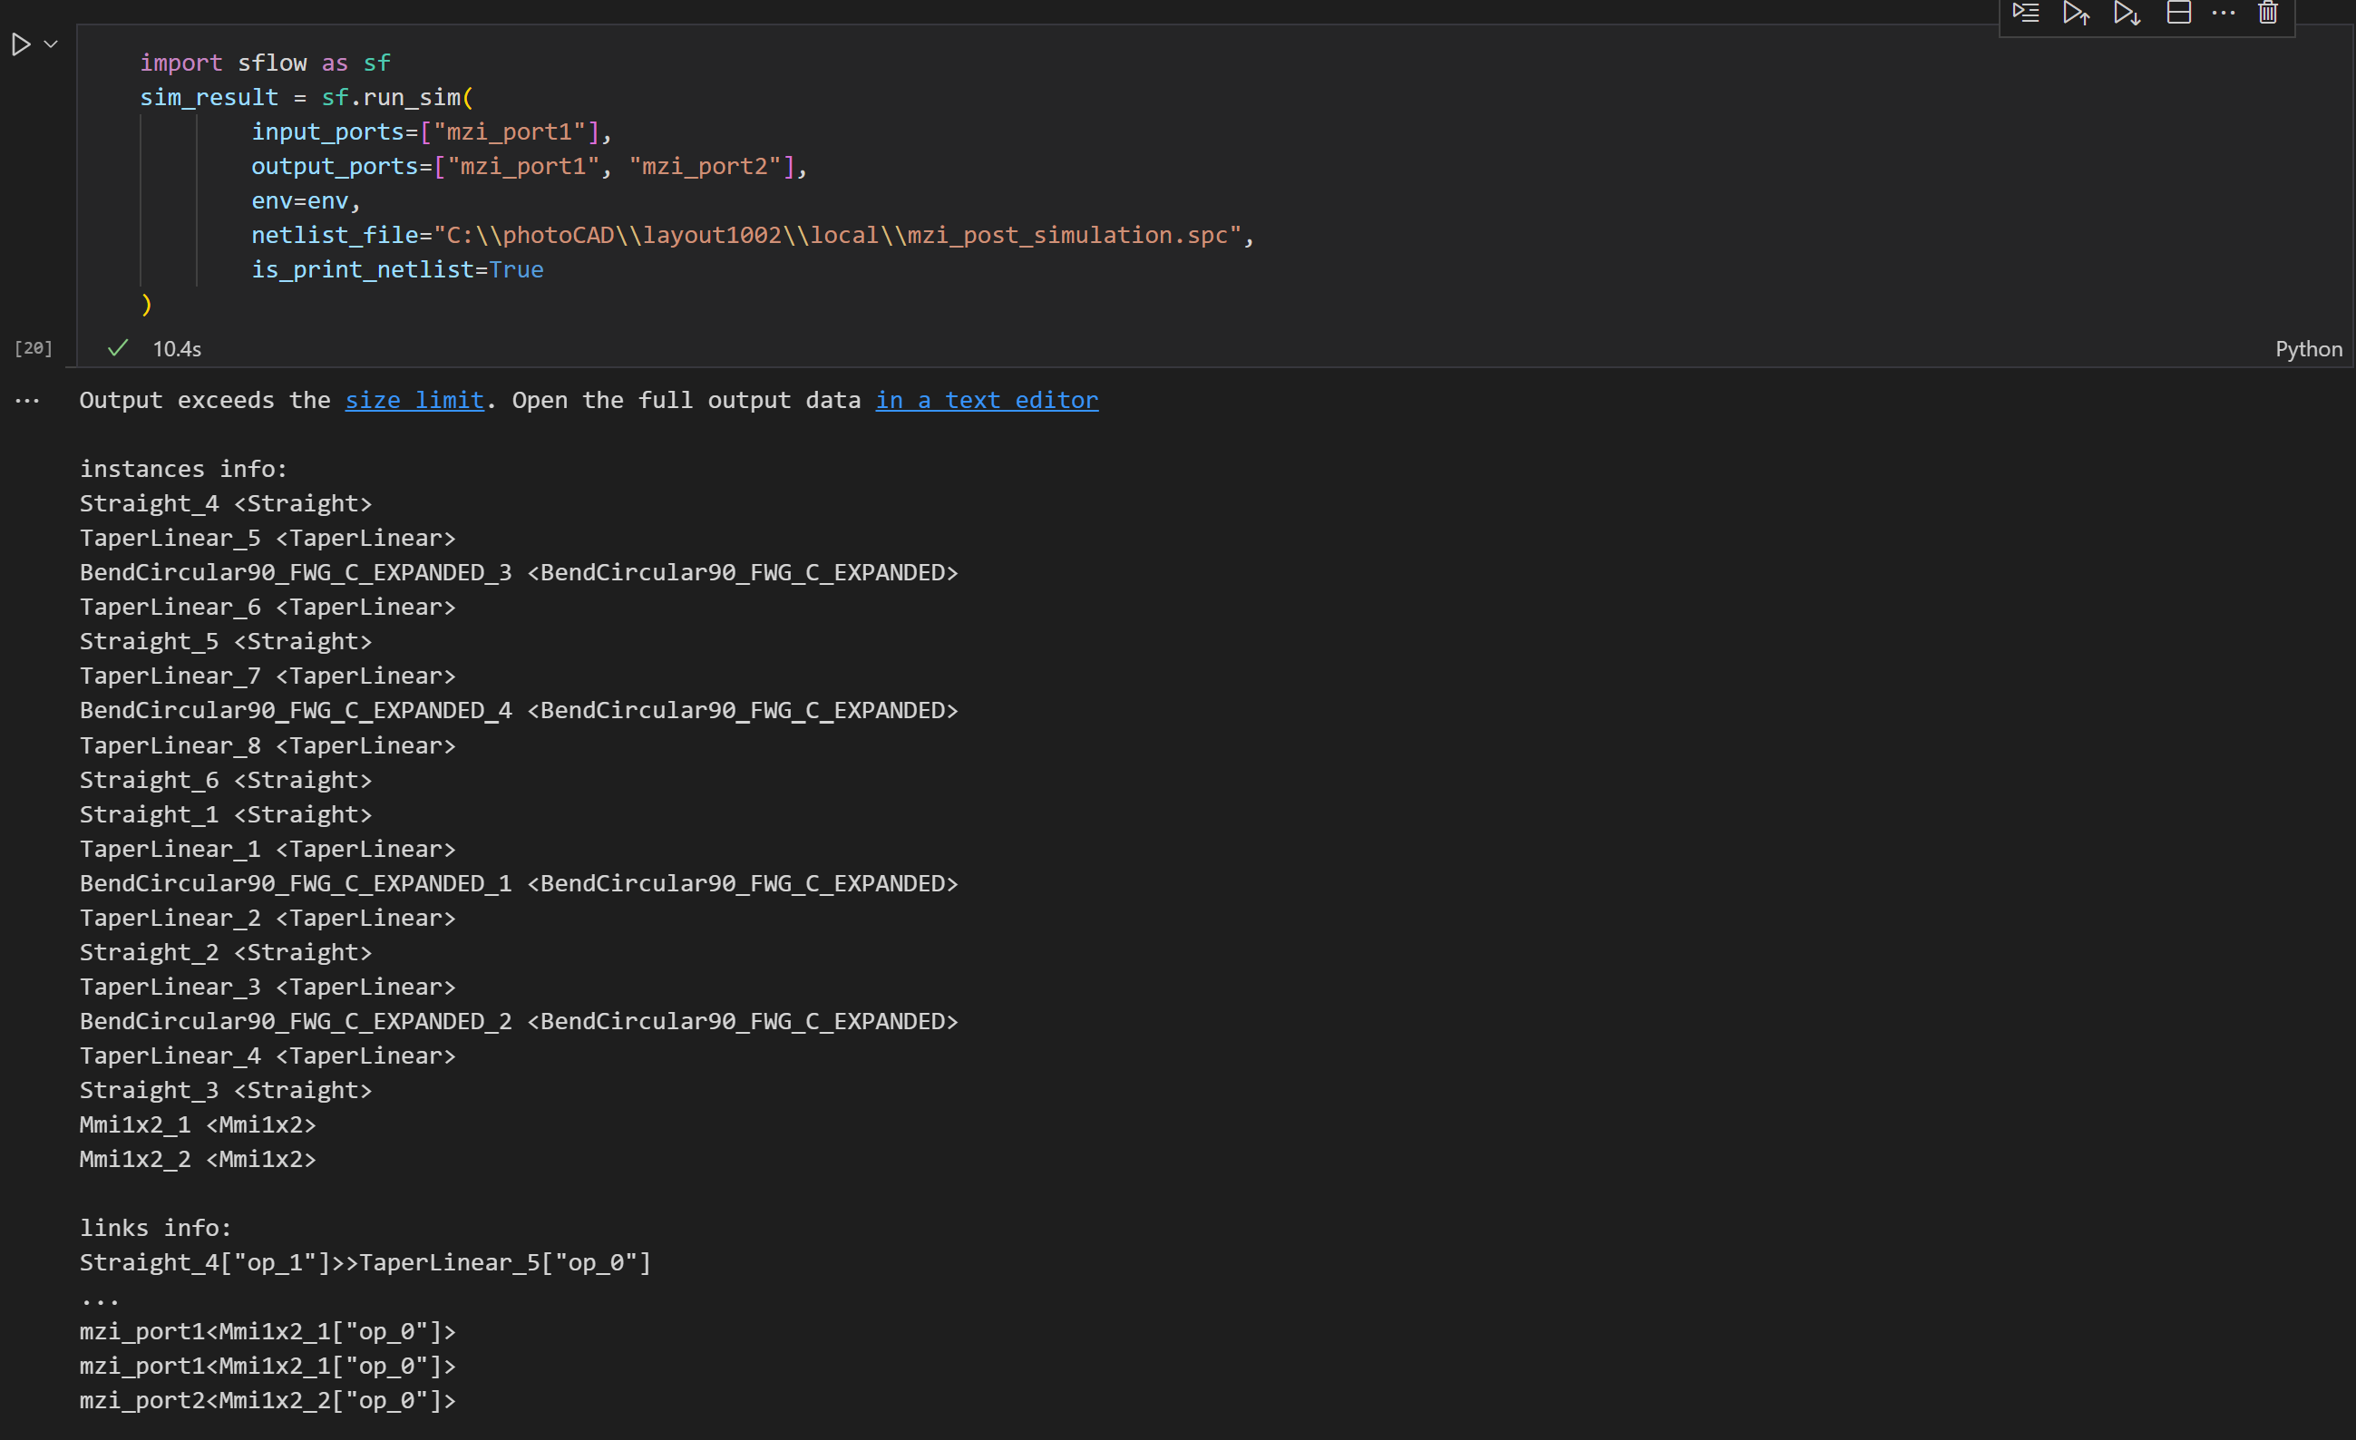 import sflow as sf
sim_result = sf.run_sim(
input_ports=["mzi_port1"],
output_ports=["mzi_port1", "mzi_port2"],
env=env,
netlist_file="C:\\photoCAD\\layout1002\\local\\mzi_post_simulation.spc",
is_print_netlist=True
)
[20] 10.4s Python
... Output exceeds the size limit. Open the full output data in a text editor
instances info:
Straight_4 <Straight>
TaperLinear_5 <TaperLinear>
BendCircular90_FWG_C_EXPANDED_3 <BendCircular90_FWG_C_EXPANDED>
TaperLinear_6 <TaperLinear>
Straight_5 <Straight>
TaperLinear_7 <TaperLinear>
BendCircular90_FWG_C_EXPANDED_4 <BendCircular90_FWG_C_EXPANDED>
TaperLinear_8 <TaperLinear>
Straight_6 <Straight>
Straight_1 <Straight>
TaperLinear_1 <TaperLinear>
BendCircular90_FWG_C_EXPANDED_1 <BendCircular90_FWG_C_EXPANDED>
TaperLinear_2 <TaperLinear>
Straight_2 <Straight>
TaperLinear_3 <TaperLinear>
BendCircular90_FWG_C_EXPANDED_2 <BendCircular90_FWG_C_EXPANDED>
TaperLinear_4 <TaperLinear>
Straight_3 <Straight>
Mmi1x2_1 <Mmi1x2>
Mmi1x2_2 <Mmi1x2>
links info:
Straight_4["op_1"]>>TaperLinear_5["op_0"]
...
mzi_port1<Mmi1x2_1["op_0"]>
mzi_port1<Mmi1x2_1["op_0"]>
mzi_port2<Mmi1x2_2["op_0"]>